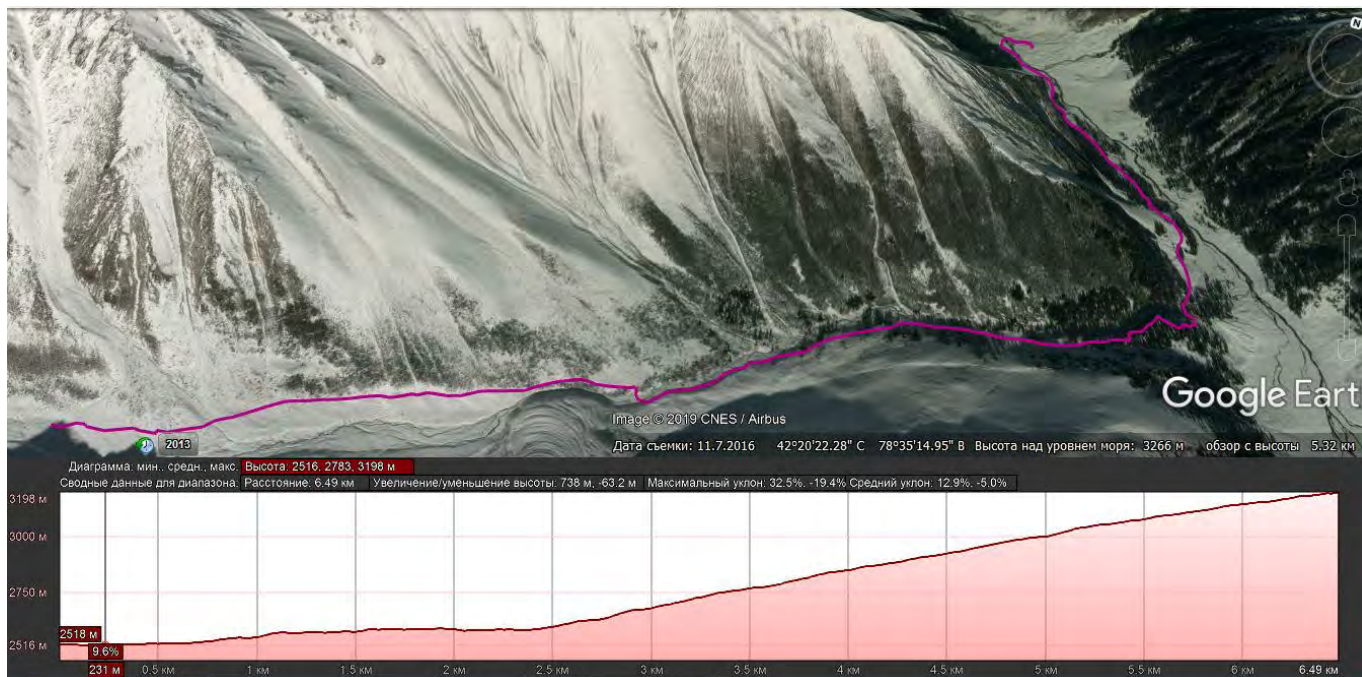 N
2013
Google Eart
Image © 2019 CNES / Airbus
Дата съемки: 11.7.2016 42°20'22.28" С 78°35'14.95" В Высота над уровнем моря: 3266 м обзор с высоты 5.32 км
Диаграмма: мин., средн., макс. Высота: 2516, 2783, 3198 м
Сводные данные для диапазона: Расстояние: 6.49 км Увеличение/уменьшение высоты: 738 м, -63.2 м Максимальный уклон: 32.5%, -19.4% Средний уклон: 12.9%, -5.0%
3198 м
3000 м
2750 м
2518 м
2516 м
9.6%
231 м 0.5 км 1 км 1.5 км 2 км 2.5 км 3 км 3.5 км 4 км 4.5 км 5 км 5.5 км 6 км 6.49 км